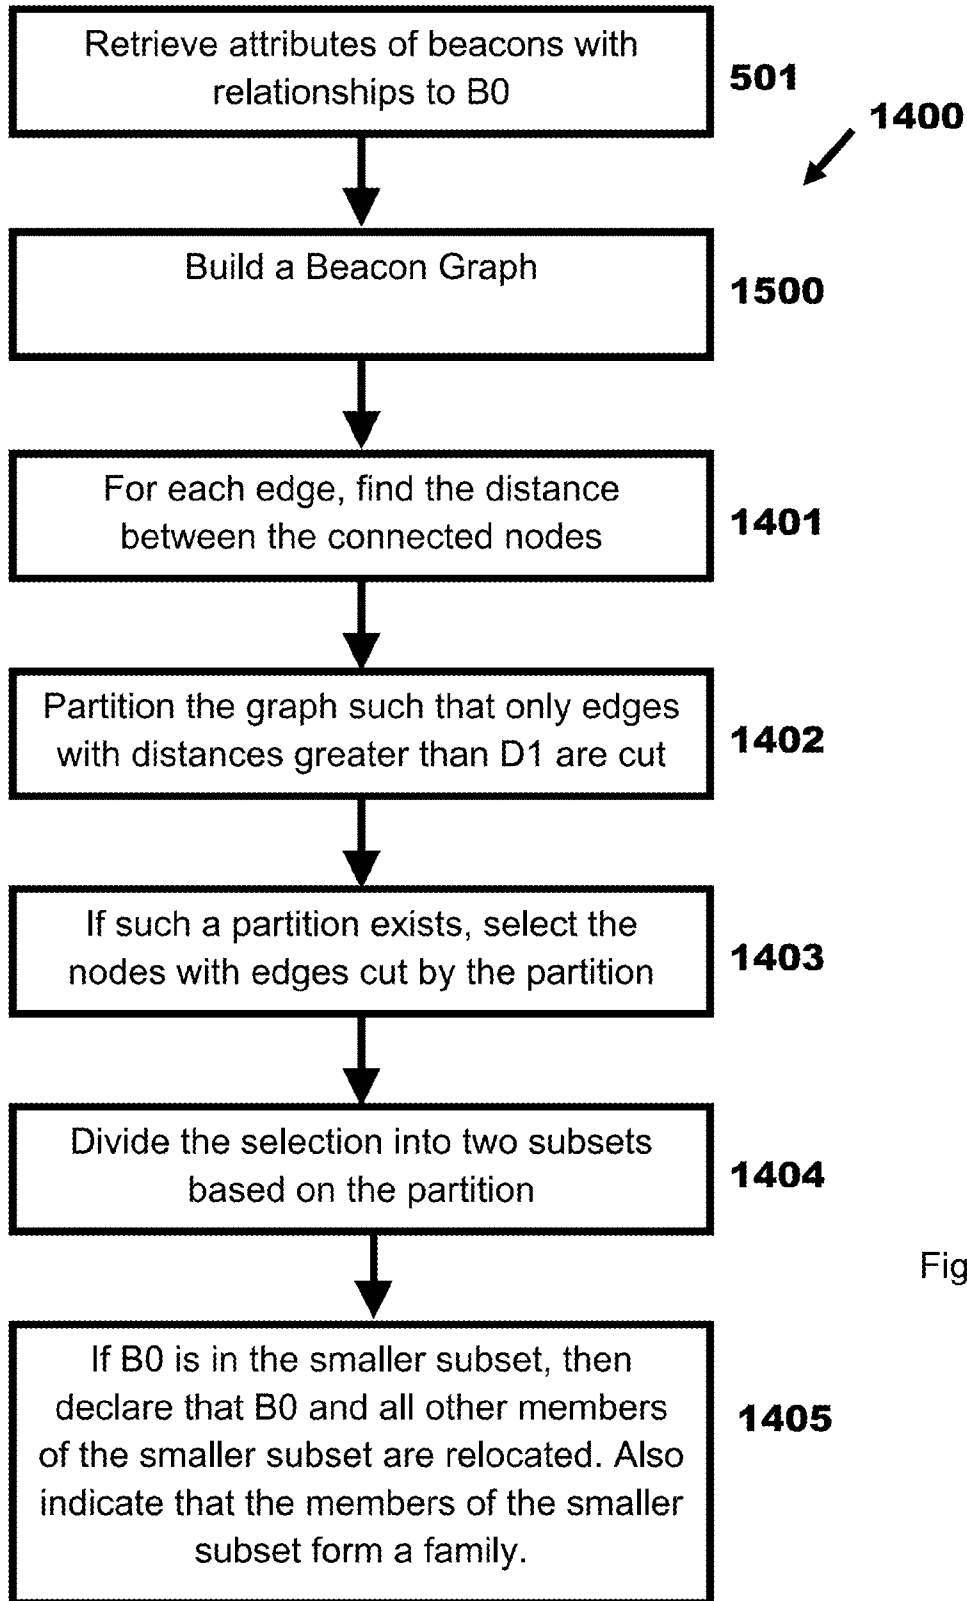 Retrieve attributes of beacons with
relationships to B0
501
1400
Build a Beacon Graph
1500
For each edge, find the distance
between the connected nodes
1401
Partition the graph such that only edges
with distances greater than D1 are cut
1402
If such a partition exists, select the
nodes with edges cut by the partition
1403
Divide the selection into two subsets
based on the partition
1404
Fig
If B0 is in the smaller subset, then
declare that B0 and all other members
of the smaller subset are relocated. Also
indicate that the members of the smaller
subset form a family.
1405